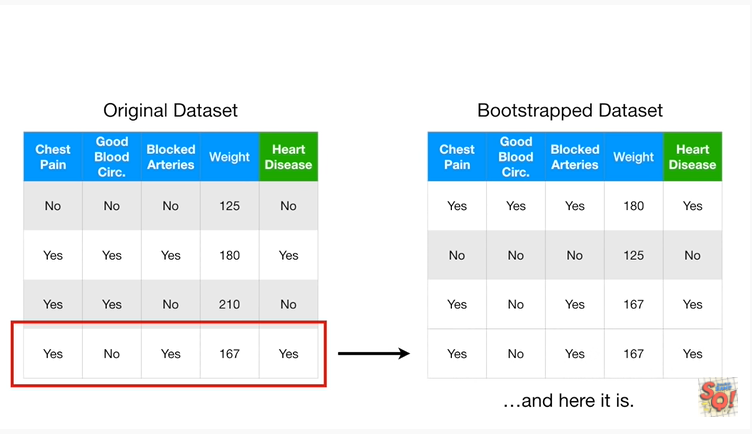 Original Dataset
Chest Pain Good Blood Circ. Blocked Arteries Weight Heart Disease
No No No 125 No
Yes Yes Yes 180 Yes
Yes Yes No 210 No
Yes No Yes 167 Yes
Bootstrapped Dataset
Chest Pain Good Blood Circ. Blocked Arteries Weight Heart Disease
Yes Yes Yes 180 Yes
No No No 125 No
Yes No Yes 167 Yes
Yes No Yes 167 Yes
…and here it is.
SQ!